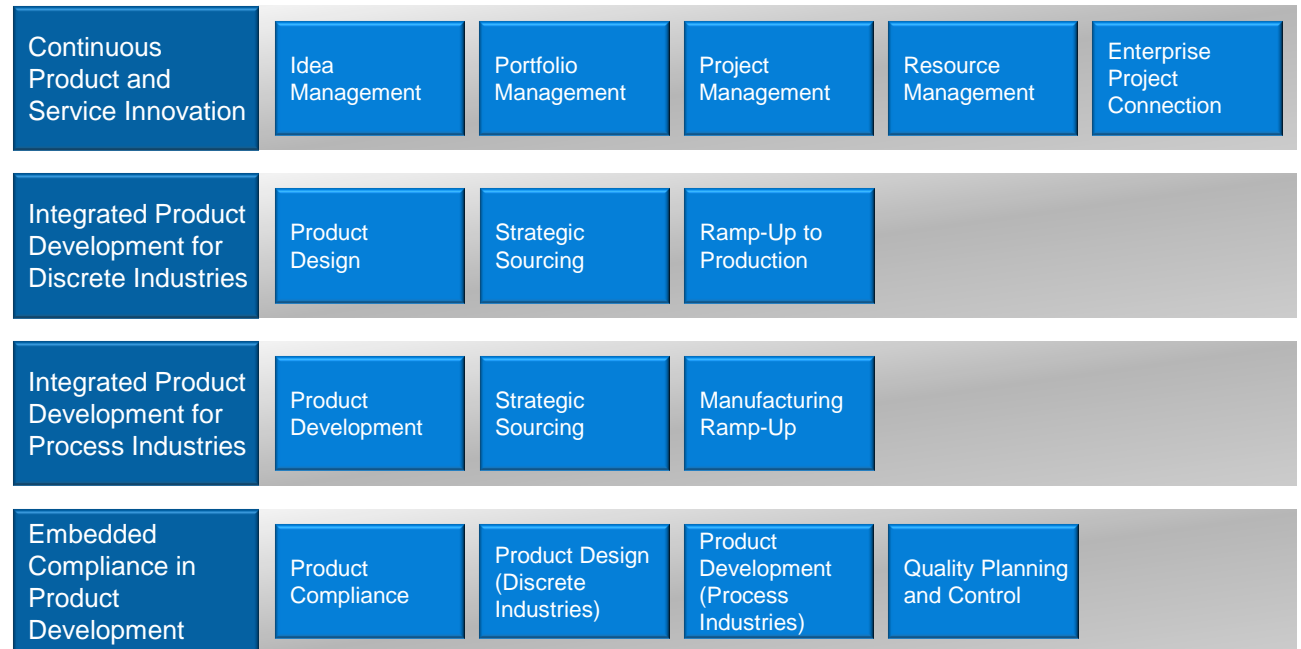 Continuous
Product and
Service Innovation
Idea
Management
Portfolio
Management
Project
Management
Resource
Management
Enterprise
Project
Connection
Integrated Product
Development for
Discrete Industries
Product
Design
Strategic
Sourcing
Ramp-Up to
Production
Integrated Product
Development for
Process Industries
Product
Development
Strategic
Sourcing
Manufacturing
Ramp-Up
Embedded
Compliance in
Product
Development
Product
Compliance
Product Design
(Discrete
Industries)
Product
Development
(Process
Industries)
Quality Planning
and Control